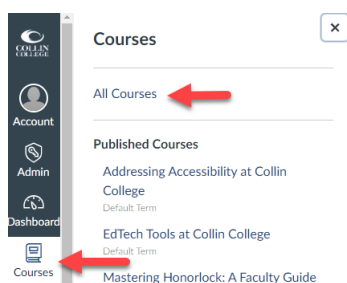 COLLIN
COLLEGE
Account
Admin
Dashboard
Courses
Courses
All Courses
Published Courses
Addressing Accessibility at Collin
College
Default Term
EdTech Tools at Collin College
Default Term
Mastering Honorlock: A Faculty Guide